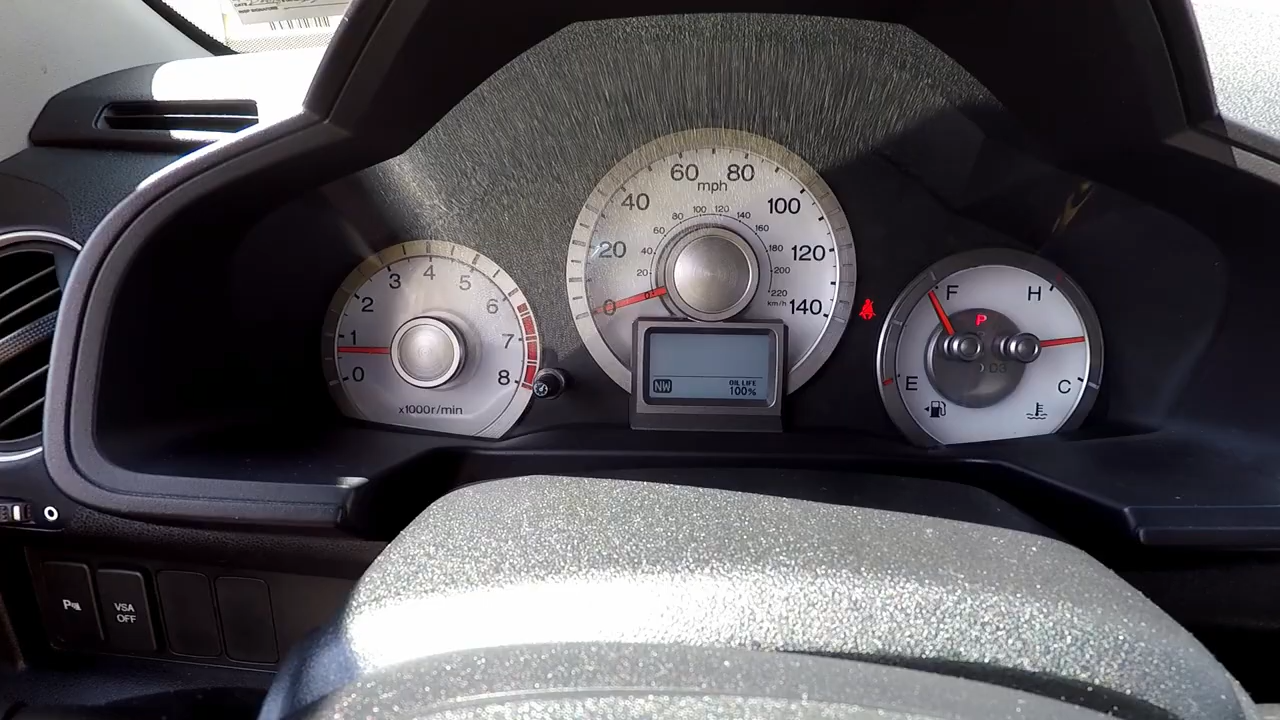 60 80
mph
40 100
80 100 120 140
60 160
20 40 180 120
20 200
0 0 220 140
km/h
3 4 5
2 6
1 7
0 8
x1000r/min
F H
P
D3
E C
NW
OIL LIFE
100%
P
VSA
OFF